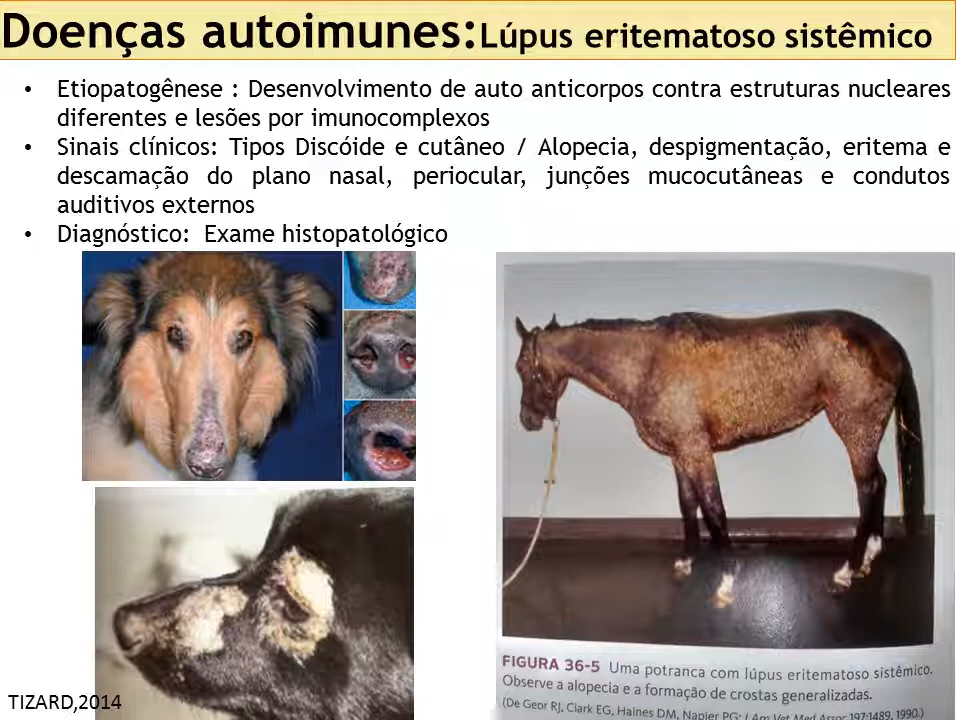 Doenças autoimunes:Lúpus eritematoso sistêmico
• Etiopatogênese : Desenvolvimento de auto anticorpos contra estruturas nucleares
diferentes e lesões por imunocomplexos
• Sinais clínicos: Tipos Discóide e cutâneo / Alopecia, despigmentação, eritema e
descamação do plano nasal, periocular, junções mucocutâneas e condutos
auditivos externos
• Diagnóstico: Exame histopatológico
FIGURA 36-5 Uma potranca com lúpus eritematoso sistêmico.
Observe a alopecia e a formação de crostas generalizadas.
(De Geor RJ, Clark EG, Haines DM, Napier PG: J Am Vet Med Assoc 197:1489, 1990.)
TIZARD,2014